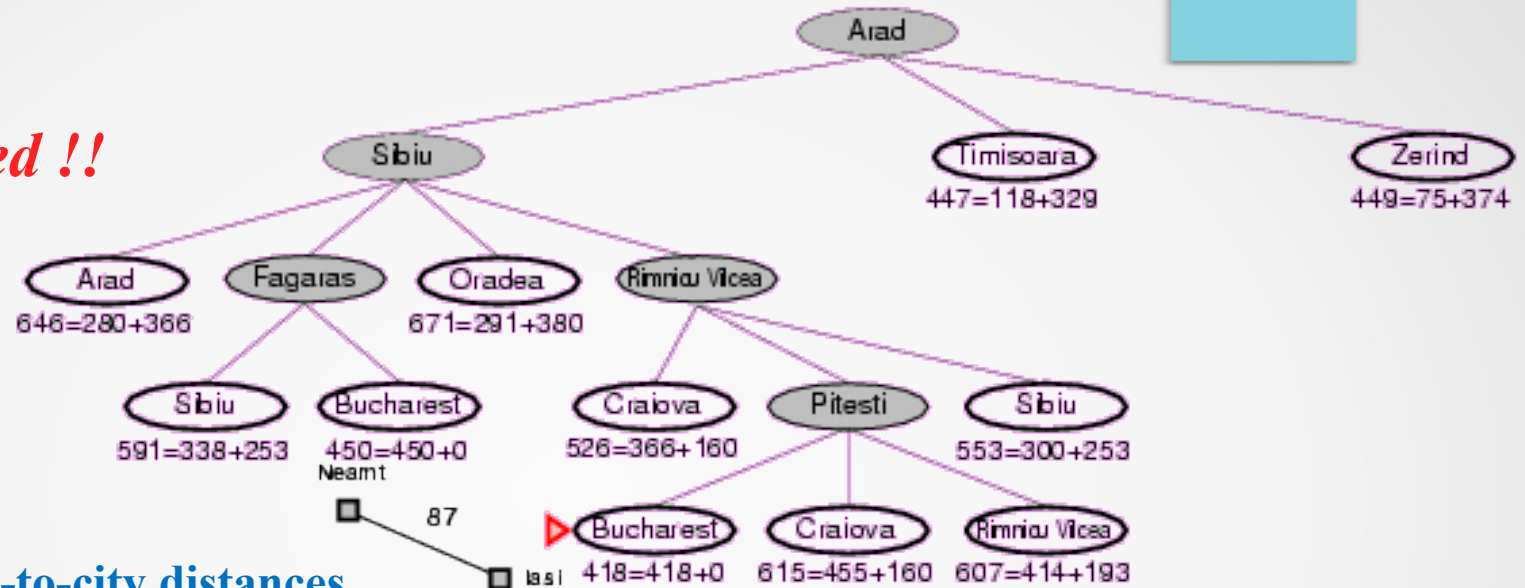 Arad
ed !!
Sibiu Timisoara Zerind
447=118+329 449=75+374
Arad Fagaras Oradea Rimnicu Vilcea
646=280+366 671=291+380
Sibiu Bucharest Craiova Pitesti Sibiu
591=338+253 450=450+0 526=366+160 553=300+253
Neamt
87
Bucharest Craiova Rimnicu Vilcea
-to-city distances Iasi 418=418+0 615=455+160 607=414+193